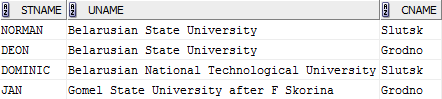 STNAME UNAME CNAME
NORMAN Belarusian State University Slutsk
DEON Belarusian State University Grodno
DOMINIC Belarusian National Technological University Slutsk
JAN Gomel State University after F Skorina Grodno